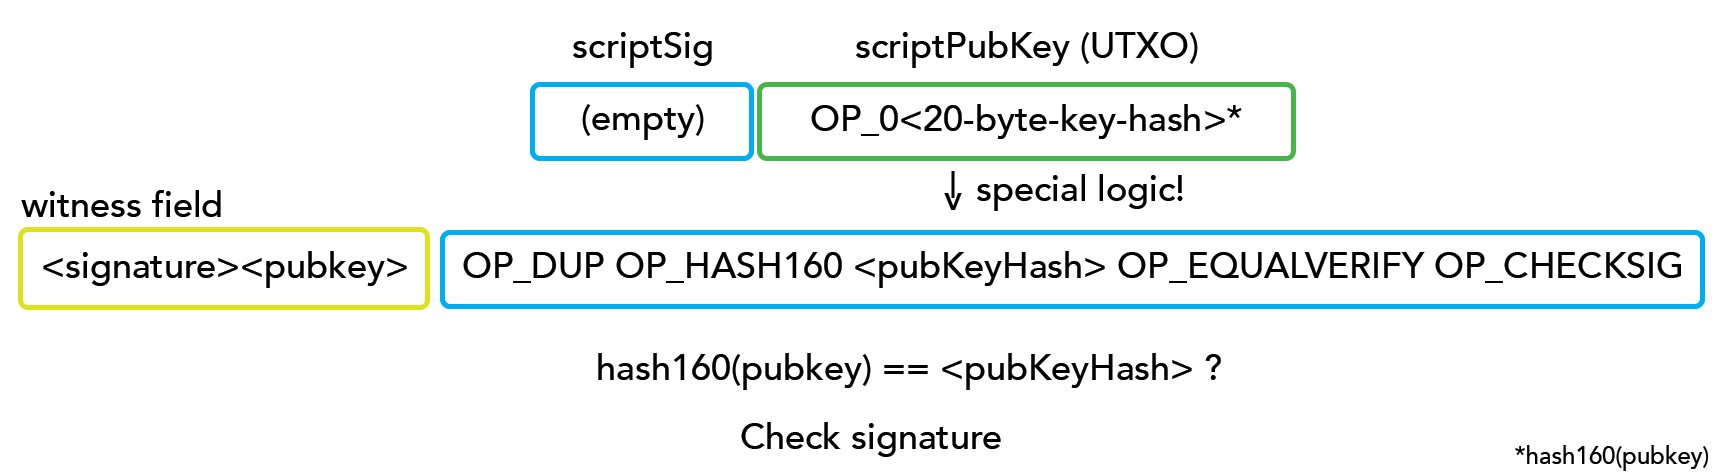 scriptSig
scriptPubKey (UTXO)
(empty)
OP_0<20-byte-key-hash>*
special logic!
witness field
<signature><pubkey>
OP_DUP OP_HASH160 <pubKeyHash> OP_EQUALVERIFY OP_CHECKSIG
hash160(pubkey) == <pubKeyHash> ?
Check signature
*hash160(pubkey)